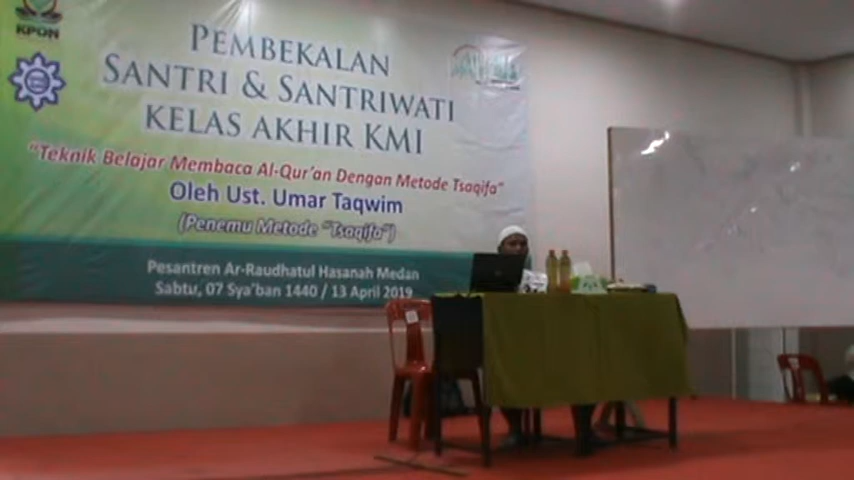 KPON
PEMBEKALAN
SANTRI & SANTRIWATI
KELAS AKHIR KMI
"Teknik Belajar Membaca Al-Qur'an Dengan Metode Tsaqifa"
Oleh Ust. Umar Taqwim
(Penemu Metode "Tsaqifa")
Pesantren Ar-Raudhatul Hasanah Medan
Sabtu, 07 Sya'ban 1440 / 13 April 2019